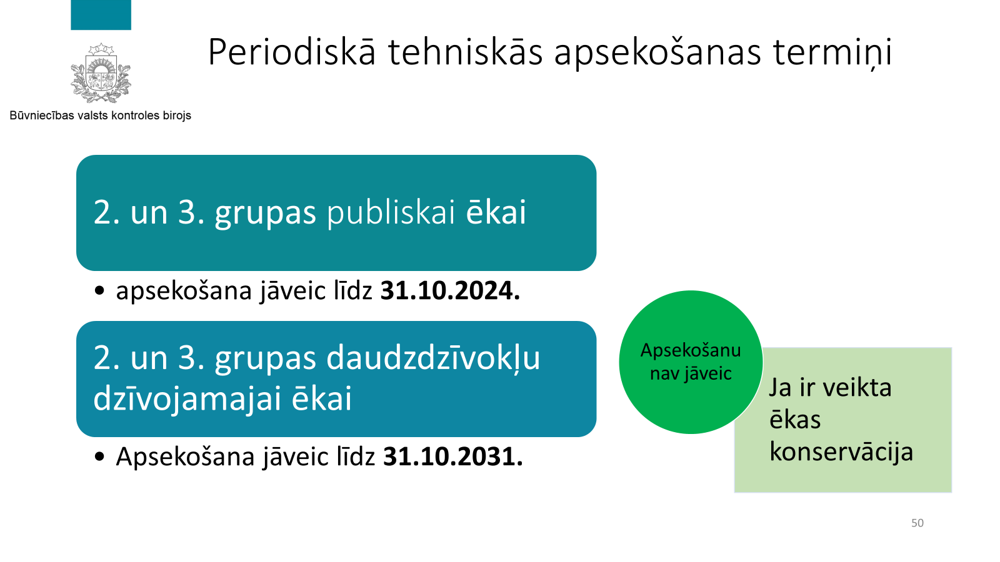 Periodiskā tehniskās apsekošanas termiņi
Būvniecības valsts kontroles birojs
2. un 3. grupas publiskai ēkai
• apsekošana jāveic līdz 31.10.2024.
2. un 3. grupas daudzdzīvokļu
dzīvojamajai ēkai
• Apsekošana jāveic līdz 31.10.2031.
Apsekošanu
nav jāveic
Ja ir veikta
ēkas
konservācija
50